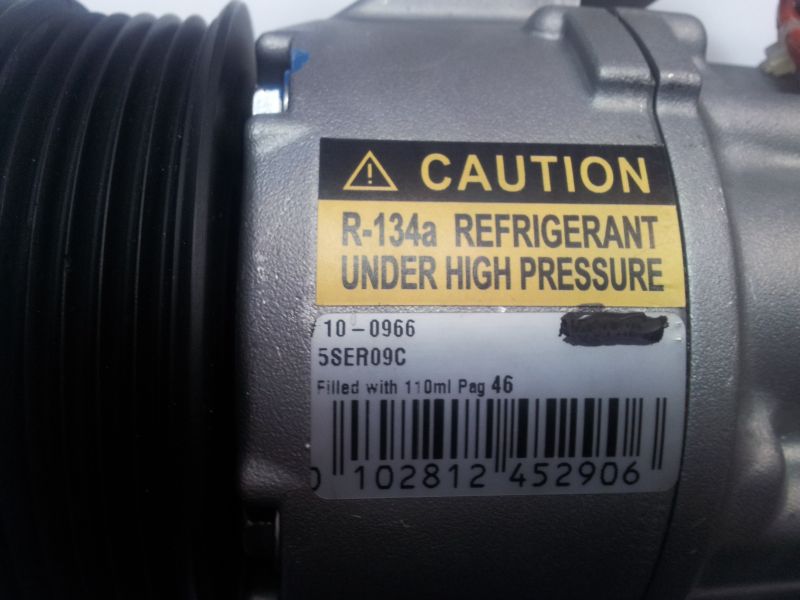 CAUTION
R-134a REFRIGERANT
UNDER HIGH PRESSURE
10-0966
5SER09C
Filled with 110ml Pag 46
0 102812 452906